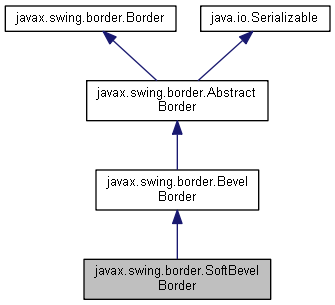 javax.swing.border.Border
java.io.Serializable
javax.swing.border.Abstract
Border
javax.swing.border.Bevel
Border
javax.swing.border.SoftBevel
Border